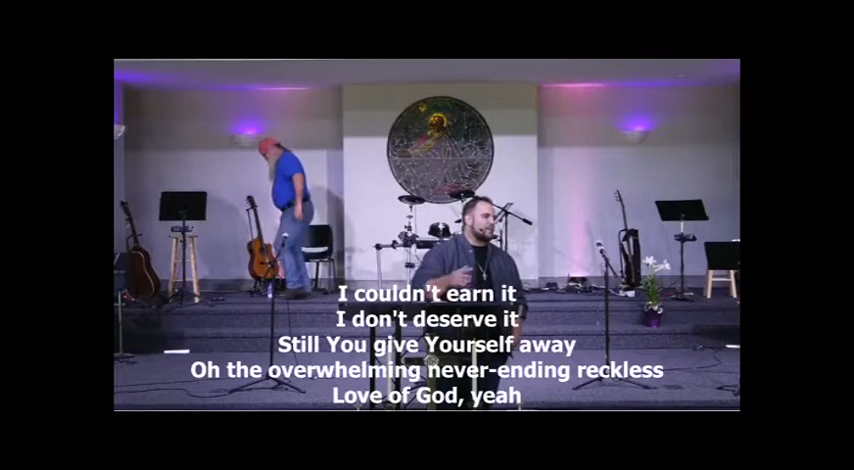 I couldn't earn it
I don't deserve it
Still You give Yourself away
Oh the overwhelming never-ending reckless
Love of God, yeah